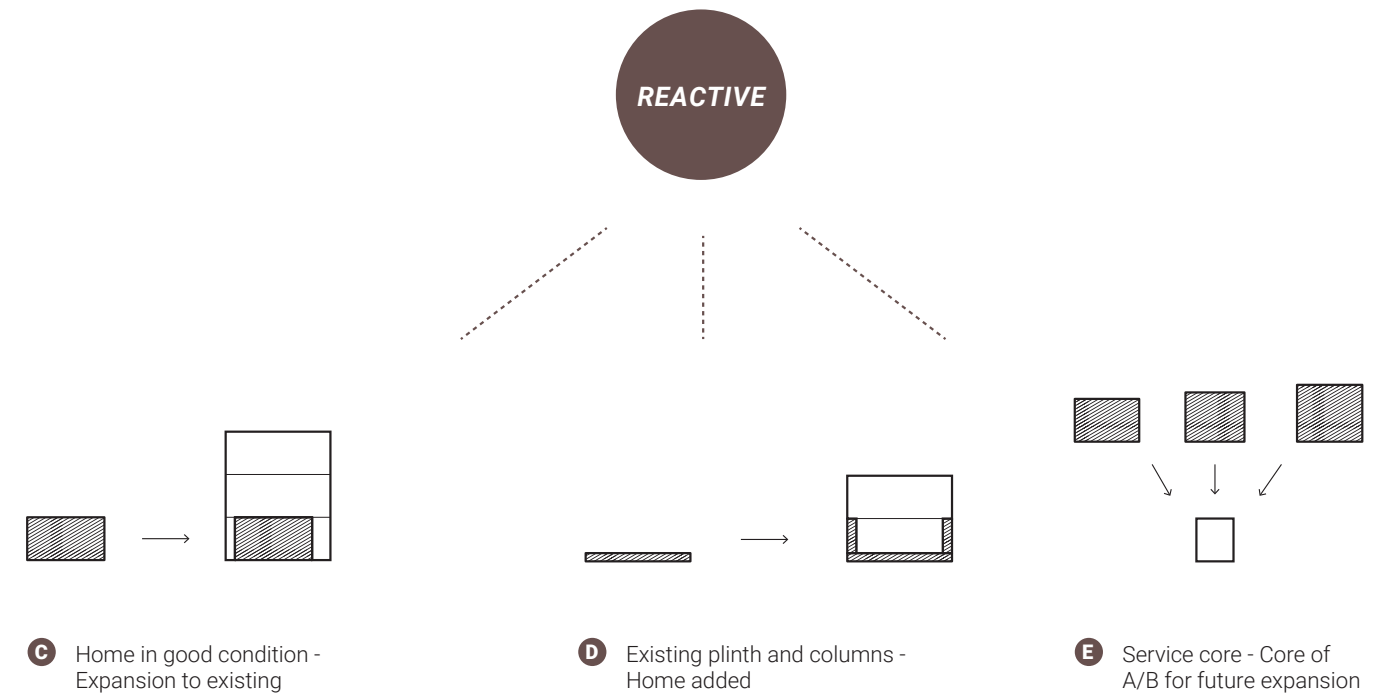 REACTIVE
C
Home in good condition -
Expansion to existing
D
Existing plinth and columns -
Home added
E
Service core - Core of
A/B for future expansion